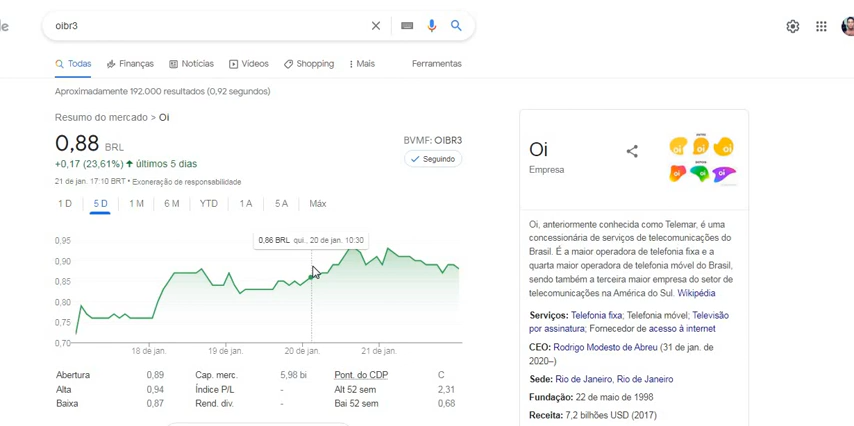 oibr3
Todas
Finanças
Notícias
Vídeos
Shopping
Mais
Ferramentas
Aproximadamente 192.000 resultados (0,92 segundos)
Resumo do mercado > Oi
0,88 BRL
+0,17 (23,61%) últimos 5 dias
21 de jan. 17:10 BRT • Exoneração de responsabilidade
BVMF: OIBR3
Seguindo
1 D
5 D
1 M
6 M
YTD
1 A
5 A
Máx
0,86 BRL qui., 20 de jan. 10:30
0,95
0,90
0,85
0,80
0,75
0,70
18 de jan.
19 de jan.
20 de jan.
21 de jan.
Abertura 0,89
Alta 0,94
Baixa 0,87
Cap. merc. 5,98 bi
Índice P/L -
Rend. div. -
Pont. do CDP C
Alt 52 sem 2,31
Bai 52 sem 0,68
Oi
Empresa
Oi, anteriormente conhecida como Telemar, é uma
concessionária de serviços de telecomunicações do
Brasil. É a maior operadora de telefonia fixa e a
quarta maior operadora de telefonia móvel do Brasil,
sendo também a terceira maior empresa do setor de
telecomunicações na América do Sul. Wikipédia
Serviços: Telefonia fixa; Telefonia móvel; Televisão
por assinatura; Fornecedor de acesso à internet
CEO: Rodrigo Modesto de Abreu (31 de jan. de
2020–)
Sede: Rio de Janeiro, Rio de Janeiro
Fundação: 22 de maio de 1998
Receita: 7,2 bilhões USD (2017)